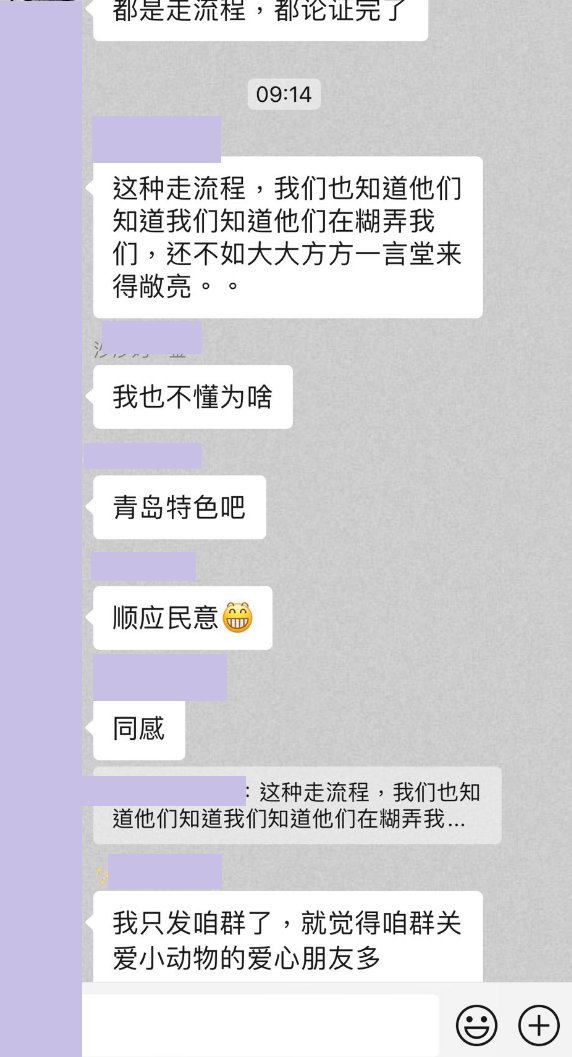 都是走流程，都论证完了
09:14
这种走流程，我们也知道他们
知道我们知道他们在糊弄我
们，还不如大大方方一言堂来
得敞亮。。
我也不懂为啥
青岛特色吧
顺应民意😁
同感
：这种走流程，我们也知
道他们知道我们知道他们在糊弄我...
我只发咱群了，就觉得咱群关
爱小动物的爱心朋友多